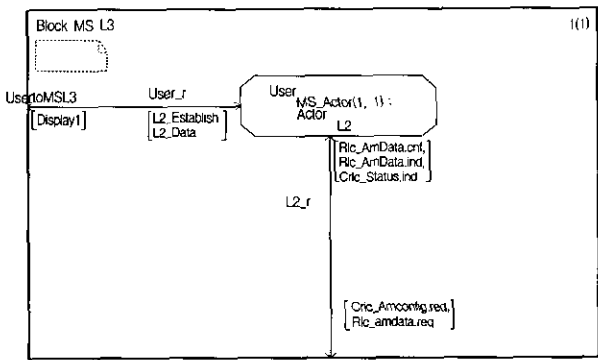 Block MS L3
1(1)
UsertoMSL3
User_r
[Display1]
[L2_Establish
L2_Data]
User
MS_Actor(1, 1) :
Actor
L2
[Rlc_AmData.cnf,
Rlc_AmData.ind,
Crlc_Status.ind]
L2_r
[Crlc_Amconfig.req,
Rlc_amdata.req]